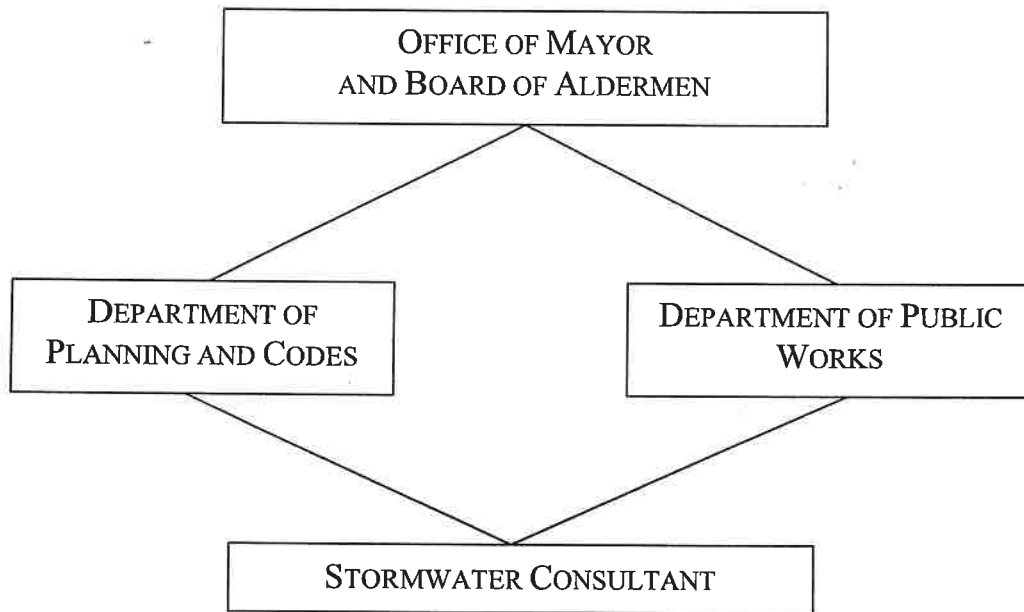 OFFICE OF MAYOR
AND BOARD OF ALDERMEN
DEPARTMENT OF
PLANNING AND CODES
DEPARTMENT OF PUBLIC
WORKS
STORMWATER CONSULTANT